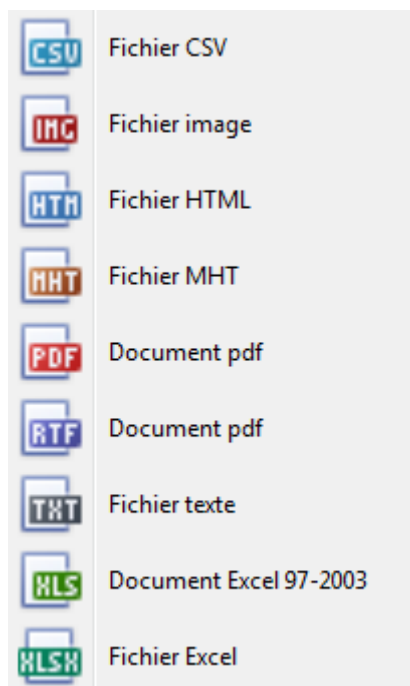 CSV Fichier CSV
IMG Fichier image
HTM Fichier HTML
MHT Fichier MHT
PDF Document pdf
RTF Document pdf
TXT Fichier texte
XLS Document Excel 97-2003
XLSX Fichier Excel